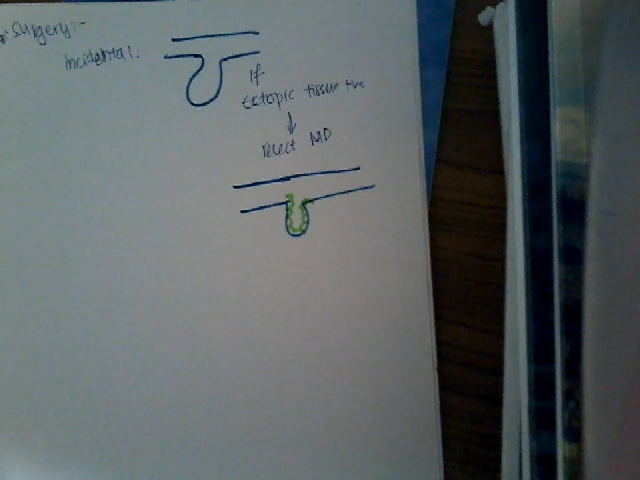 Surgery:-
Incidental:
If
Ectopic tissue +ve
↓
resect MD